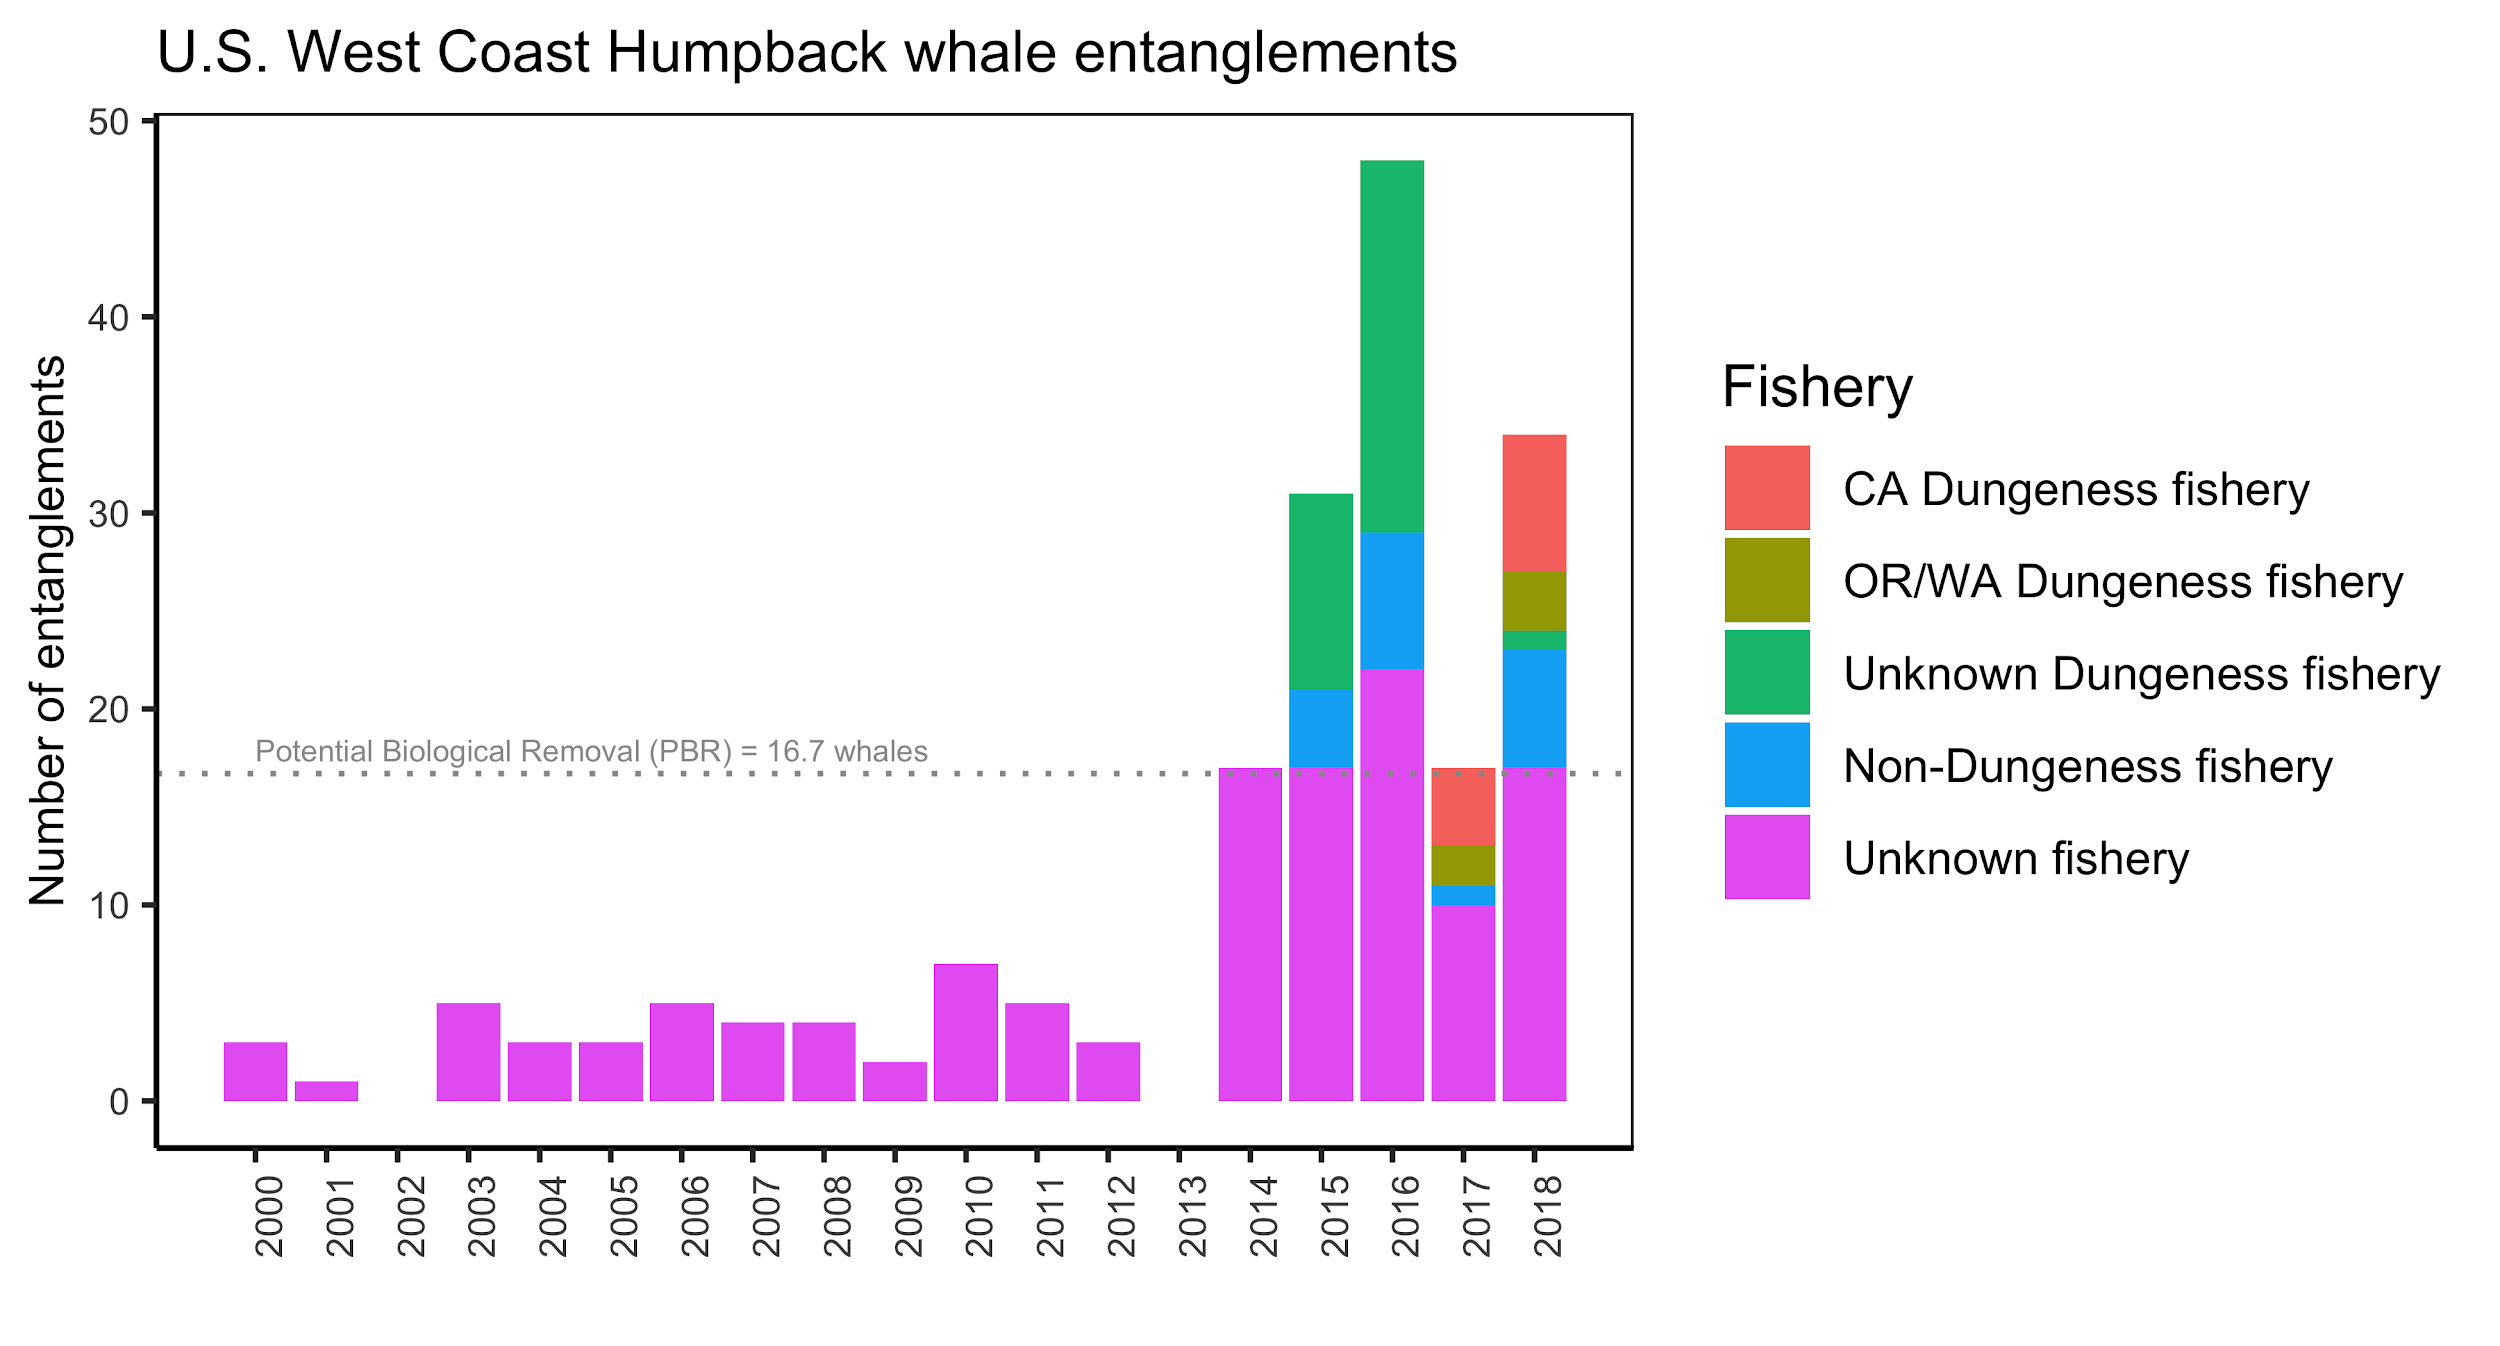 U.S. West Coast Humpback whale entanglements
Number of entanglements
50
40
30
20
10
0
Potential Biological Removal (PBR) = 16.7 whales
2000
2001
2002
2003
2004
2005
2006
2007
2008
2009
2010
2011
2012
2013
2014
2015
2016
2017
2018
Fishery
CA Dungeness fishery
OR/WA Dungeness fishery
Unknown Dungeness fishery
Non-Dungeness fishery
Unknown fishery